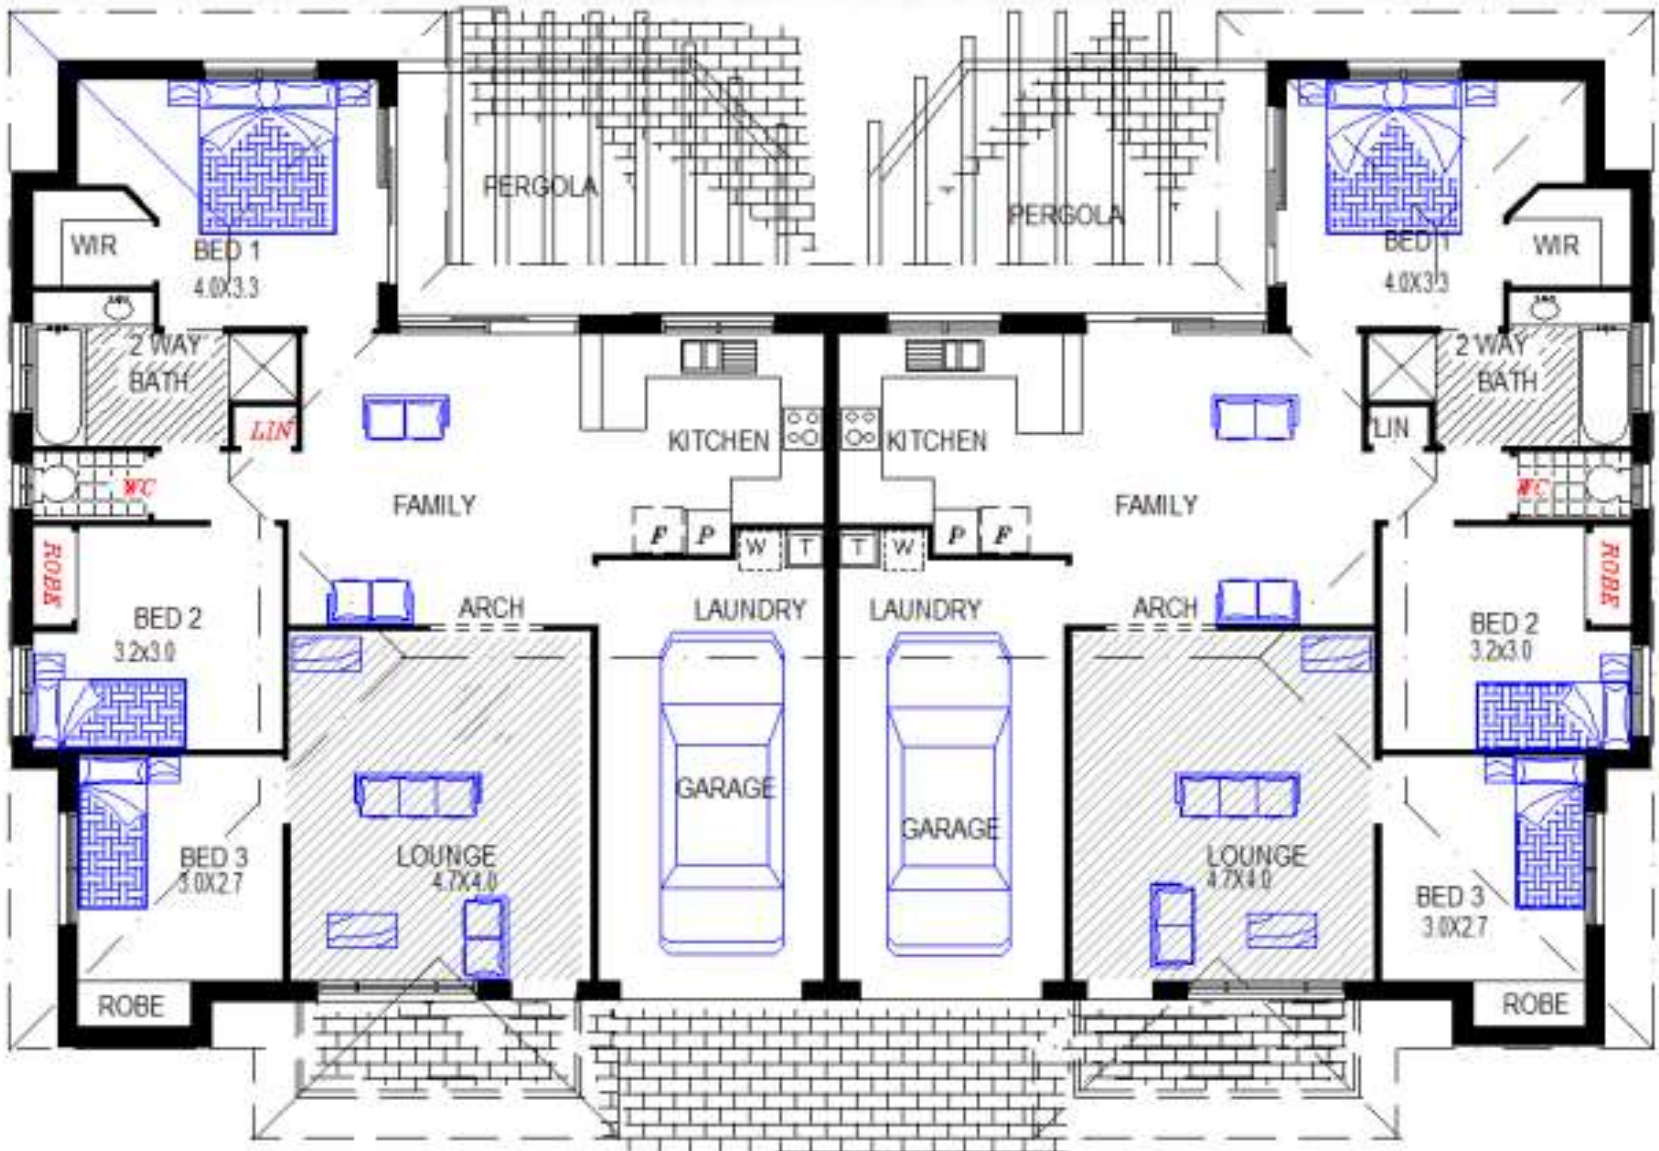 PERGOLA
PERGOLA
WIR
BED 1
4.0X3.3
BED 1
4.0X3.3
WIR
2 WAY
BATH
2 WAY
BATH
LIN
KITCHEN
KITCHEN
LIN
WC
FAMILY
FAMILY
WC
F
P
W
T
T
W
P
F
ROBE
ROBE
BED 2
3.2x3.0
ARCH
LAUNDRY
LAUNDRY
ARCH
BED 2
3.2x3.0
GARAGE
GARAGE
BED 3
3.0X2.7
LOUNGE
4.7X4.0
LOUNGE
4.7X4.0
BED 3
3.0X2.7
ROBE
ROBE